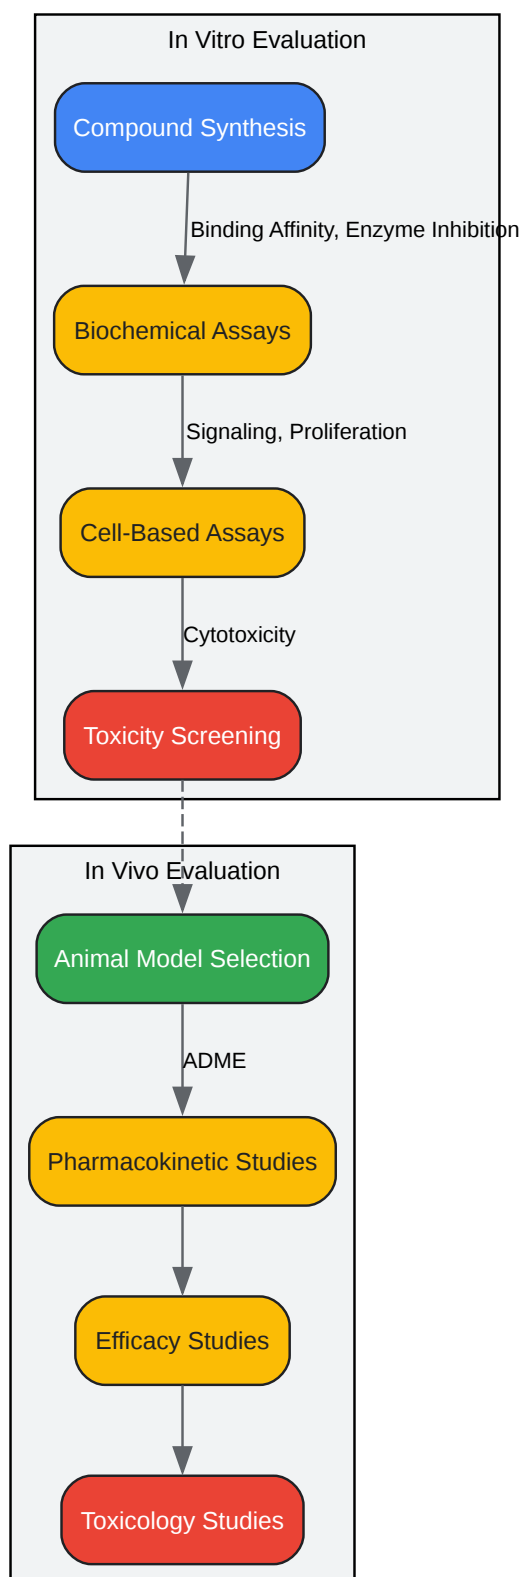 In Vitro Evaluation
Compound Synthesis
Binding Affinity, Enzyme Inhibition
Biochemical Assays
Signaling, Proliferation
Cell-Based Assays
Cytotoxicity
Toxicity Screening
In Vivo Evaluation
Animal Model Selection
ADME
Pharmacokinetic Studies
Efficacy Studies
Toxicology Studies